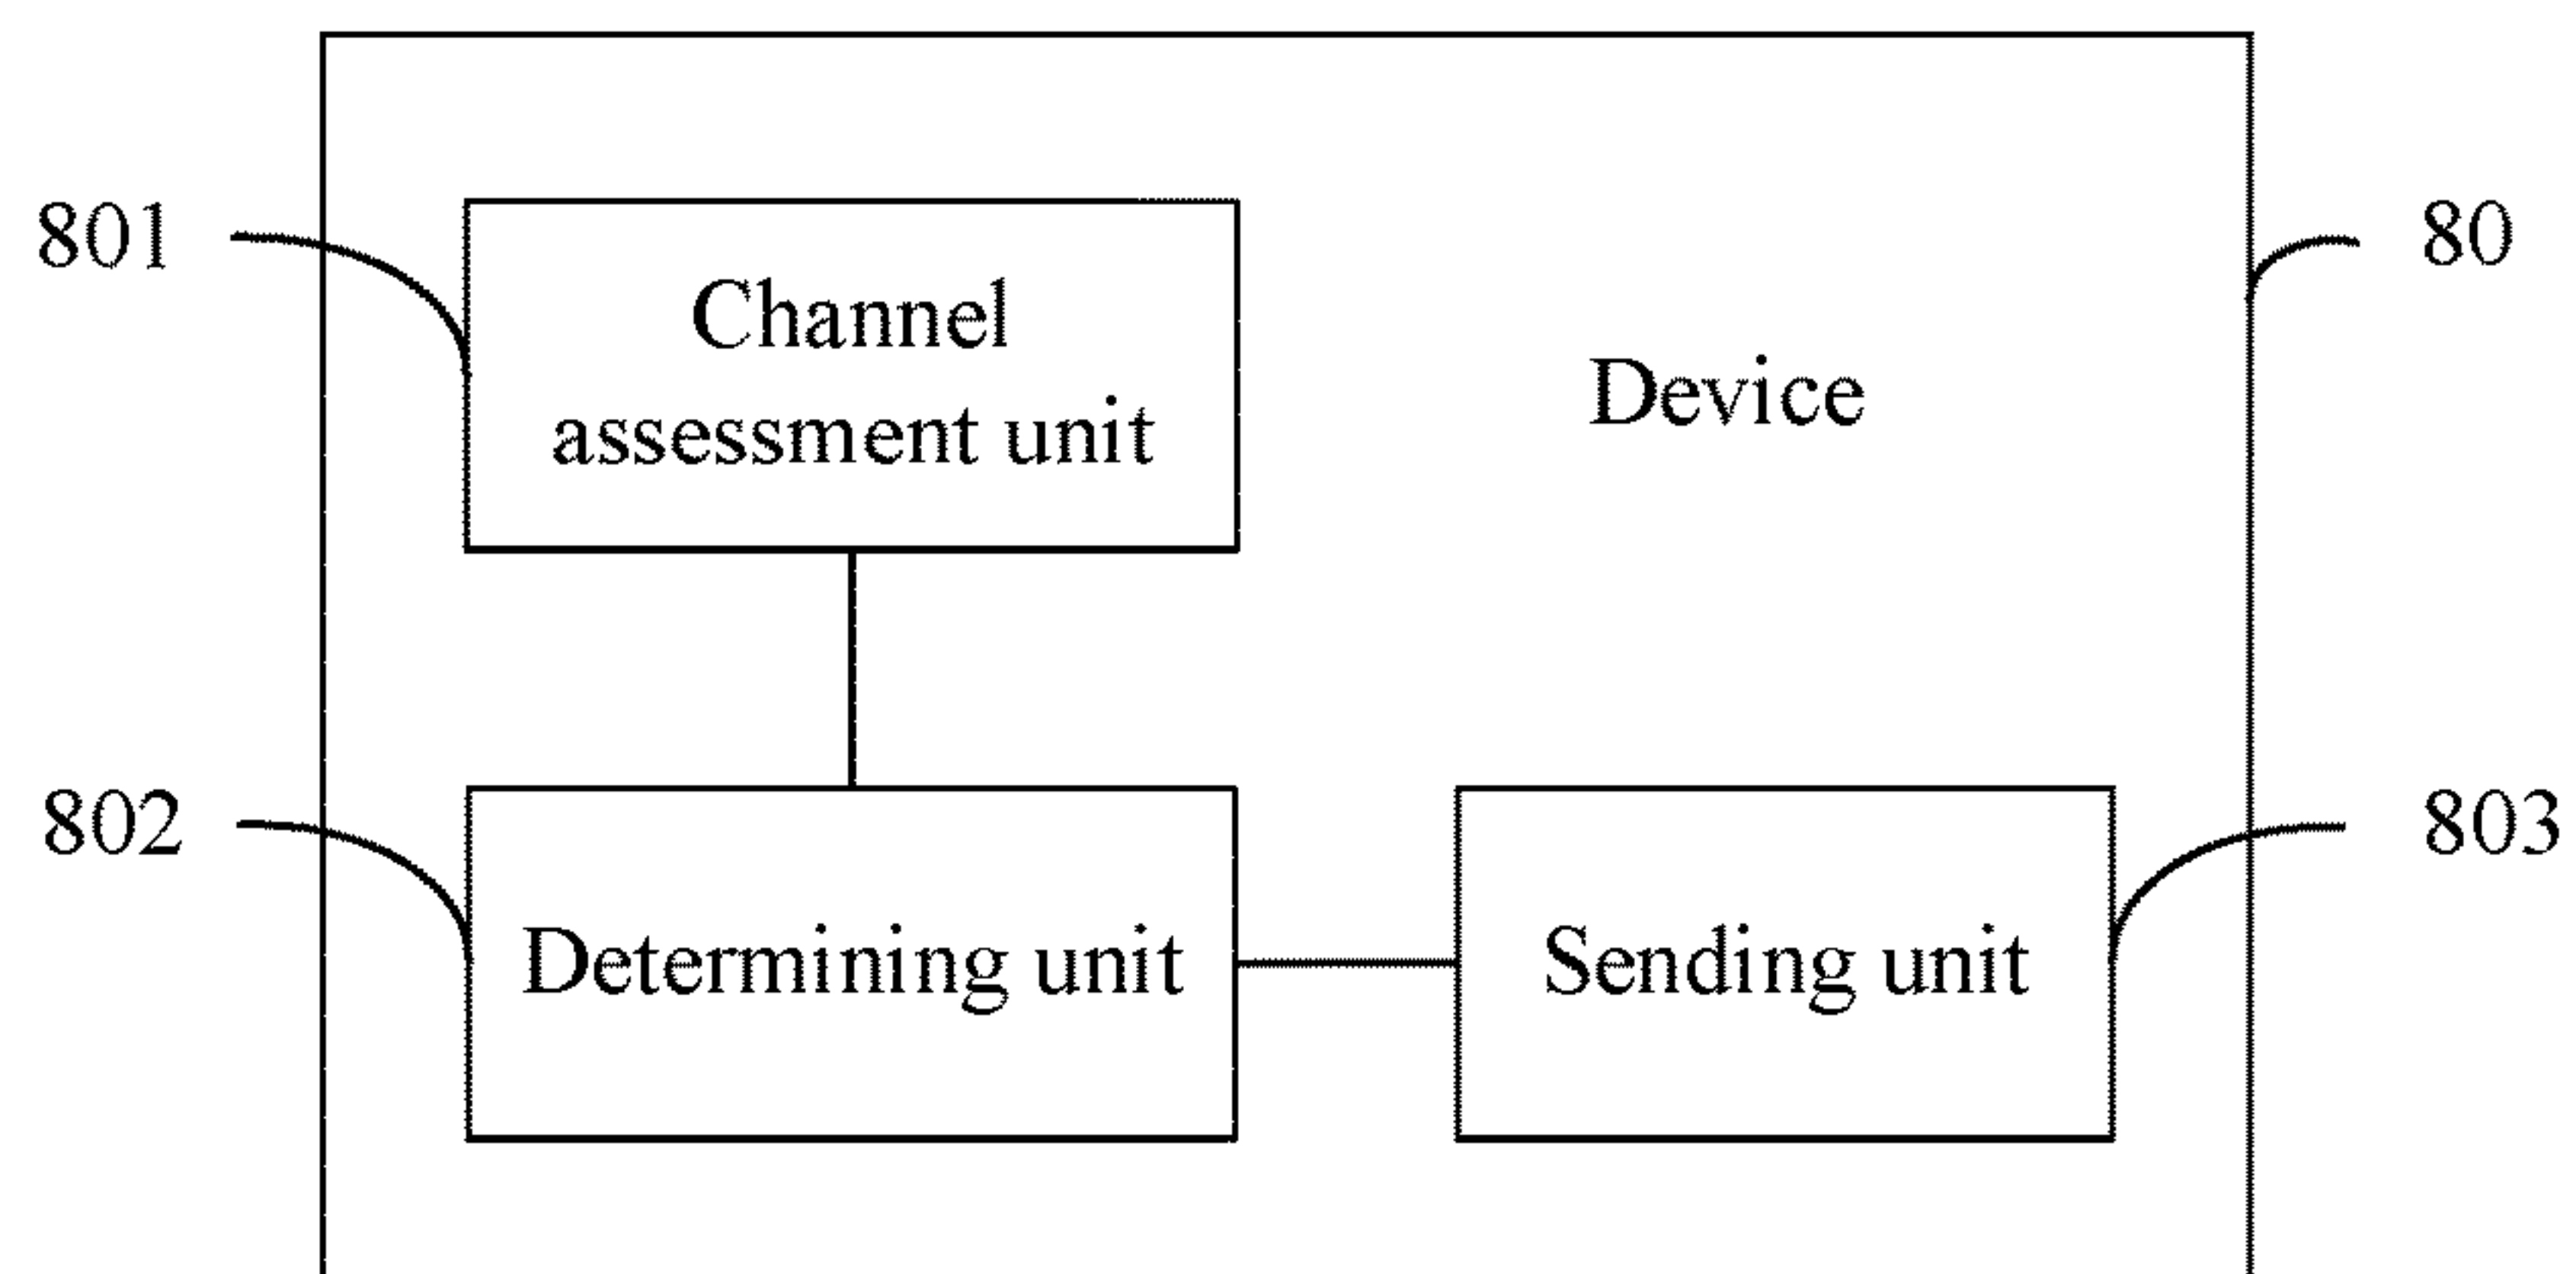 801
80
Channel
assessment unit
Device
802
803
Determining unit
Sending unit